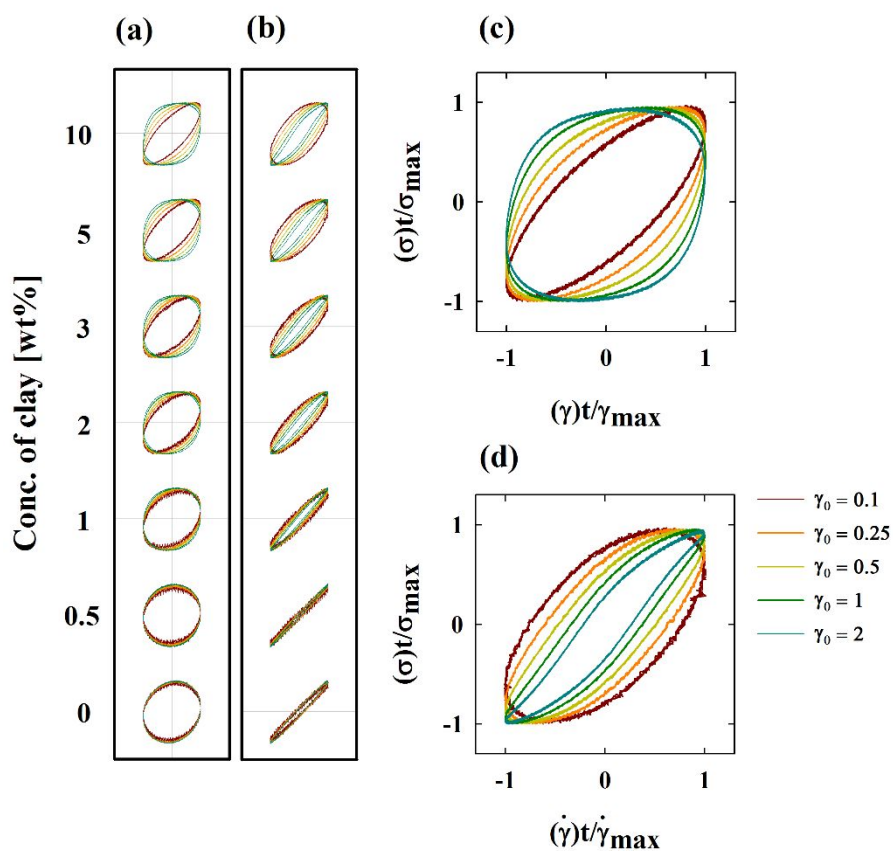 (a)
(b)
Conc. of clay [wt%]
10
5
3
2
1
0.5
0
(c)
(σ)t/σmax
1
0
-1
-1
0
1
(γ)t/γmax
(d)
(σ)t/σmax
1
0
-1
-1
0
1
(γ̇)t/γ̇max
γ0 = 0.1
γ0 = 0.25
γ0 = 0.5
γ0 = 1
γ0 = 2